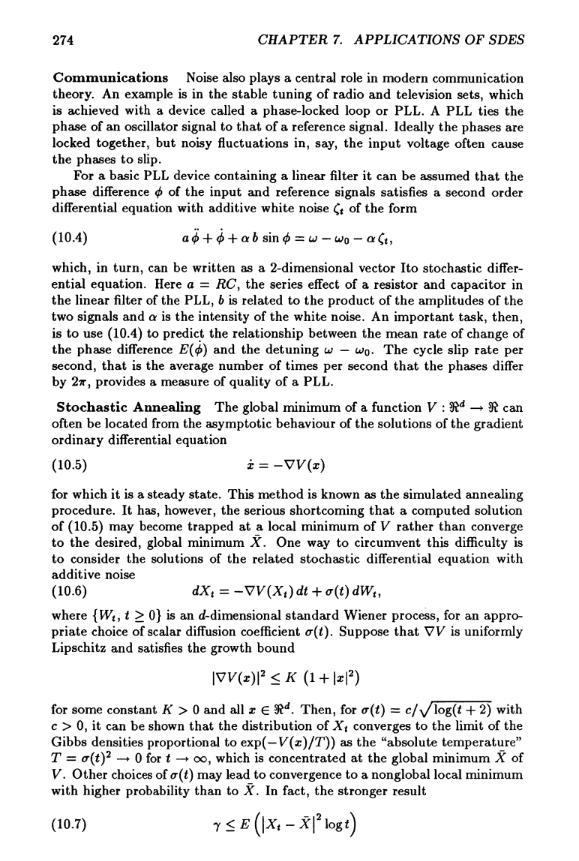 274 CHAPTER 7. APPLICATIONS OF SDES
Communications Noise also plays a central role in modern communication
theory. An example is in the stable tuning of radio and television sets, which
is achieved with a device called a phase-locked loop or PLL. A PLL ties the
phase of an oscillator signal to that of a reference signal. Ideally the phases are
locked together, but noisy fluctuations in, say, the input voltage often cause
the phases to slip.
For a basic PLL device containing a linear filter it can be assumed that the
phase difference ϕ of the input and reference signals satisfies a second order
differential equation with additive white noise ζₜ of the form
(10.4) a ϕ̈ + ϕ̇ + α b sin ϕ = ω − ω₀ − α ζₜ,
which, in turn, can be written as a 2-dimensional vector Ito stochastic differ-
ential equation. Here a = RC, the series effect of a resistor and capacitor in
the linear filter of the PLL, b is related to the product of the amplitudes of the
two signals and α is the intensity of the white noise. An important task, then,
is to use (10.4) to predict the relationship between the mean rate of change of
the phase difference E(ϕ̇) and the detuning ω − ω₀. The cycle slip rate per
second, that is the average number of times per second that the phases differ
by 2π, provides a measure of quality of a PLL.
Stochastic Annealing The global minimum of a function V : ℜᵈ → ℜ can
often be located from the asymptotic behaviour of the solutions of the gradient
ordinary differential equation
(10.5) ẋ = −∇V(x)
for which it is a steady state. This method is known as the simulated annealing
procedure. It has, however, the serious shortcoming that a computed solution
of (10.5) may become trapped at a local minimum of V rather than converge
to the desired, global minimum X̄. One way to circumvent this difficulty is
to consider the solutions of the related stochastic differential equation with
additive noise
(10.6) dXₜ = −∇V(Xₜ) dt + σ(t) dWₜ,
where {Wₜ, t ≥ 0} is an d-dimensional standard Wiener process, for an appro-
priate choice of scalar diffusion coefficient σ(t). Suppose that ∇V is uniformly
Lipschitz and satisfies the growth bound
|∇V(x)|² ≤ K (1 + |x|²)
for some constant K > 0 and all x ∈ ℜᵈ. Then, for σ(t) = c/√log(t + 2) with
c > 0, it can be shown that the distribution of Xₜ converges to the limit of the
Gibbs densities proportional to exp(−V(x)/T)) as the “absolute temperature”
T = σ(t)² → 0 for t → ∞, which is concentrated at the global minimum X̄ of
V. Other choices of σ(t) may lead to convergence to a nonglobal local minimum
with higher probability than to X̄. In fact, the stronger result
(10.7) γ ≤ E (|Xₜ − X̄|² log t)